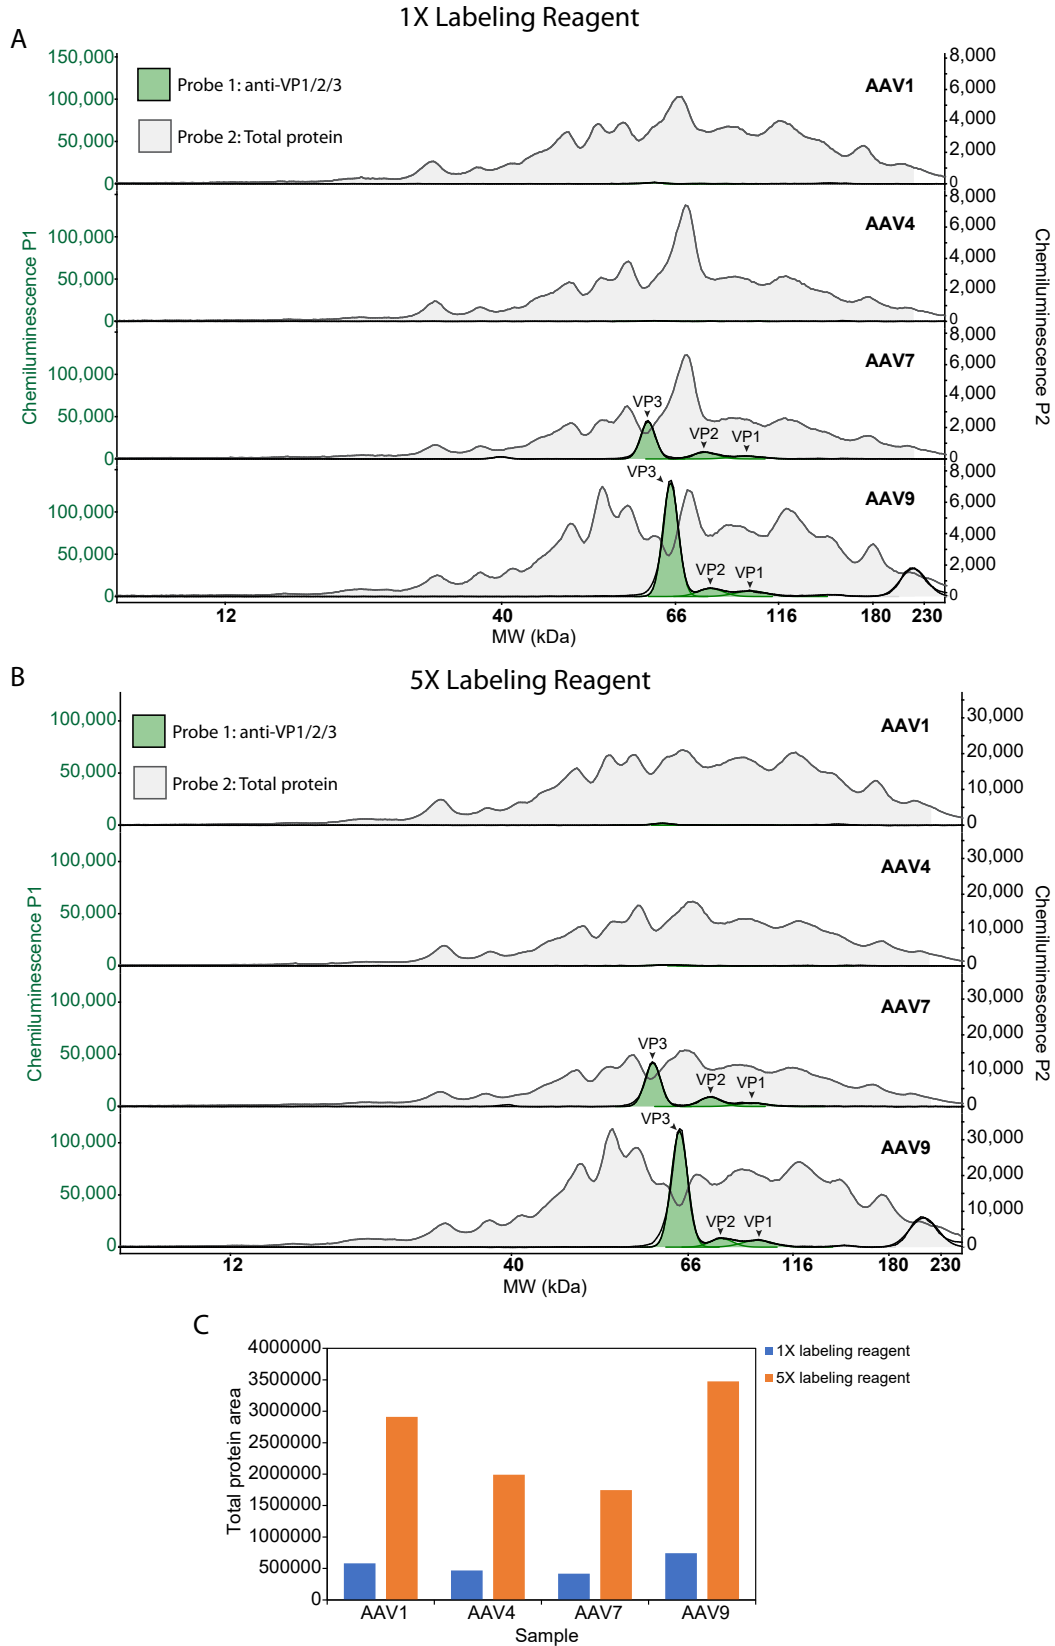 1X Labeling Reagent
A
150,000
100,000
50,000
0
Probe 1: anti-VP1/2/3
Probe 2: Total protein
AAV1
8,000
6,000
4,000
2,000
0
100,000
50,000
0
AAV4
8,000
6,000
4,000
2,000
0
100,000
50,000
0
VP3
VP2
VP1
AAV7
8,000
6,000
4,000
2,000
0
100,000
50,000
0
VP3
VP2
VP1
AAV9
8,000
6,000
4,000
2,000
0
Chemiluminescence P1
Chemiluminescence P2
12
40
66
116
180
230
MW (kDa)
B
5X Labeling Reagent
100,000
50,000
0
Probe 1: anti-VP1/2/3
Probe 2: Total protein
AAV1
30,000
20,000
10,000
0
100,000
50,000
0
AAV4
30,000
20,000
10,000
0
100,000
50,000
0
VP3
VP2
VP1
AAV7
30,000
20,000
10,000
0
100,000
50,000
0
VP3
VP2
VP1
AAV9
30,000
20,000
10,000
0
Chemiluminescence P1
Chemiluminescence P2
12
40
66
116
180
230
MW (kDa)
C
4000000
3500000
3000000
2500000
2000000
1500000
1000000
500000
0
Total protein area
1X labeling reagent
5X labeling reagent
AAV1
AAV4
AAV7
AAV9
Sample